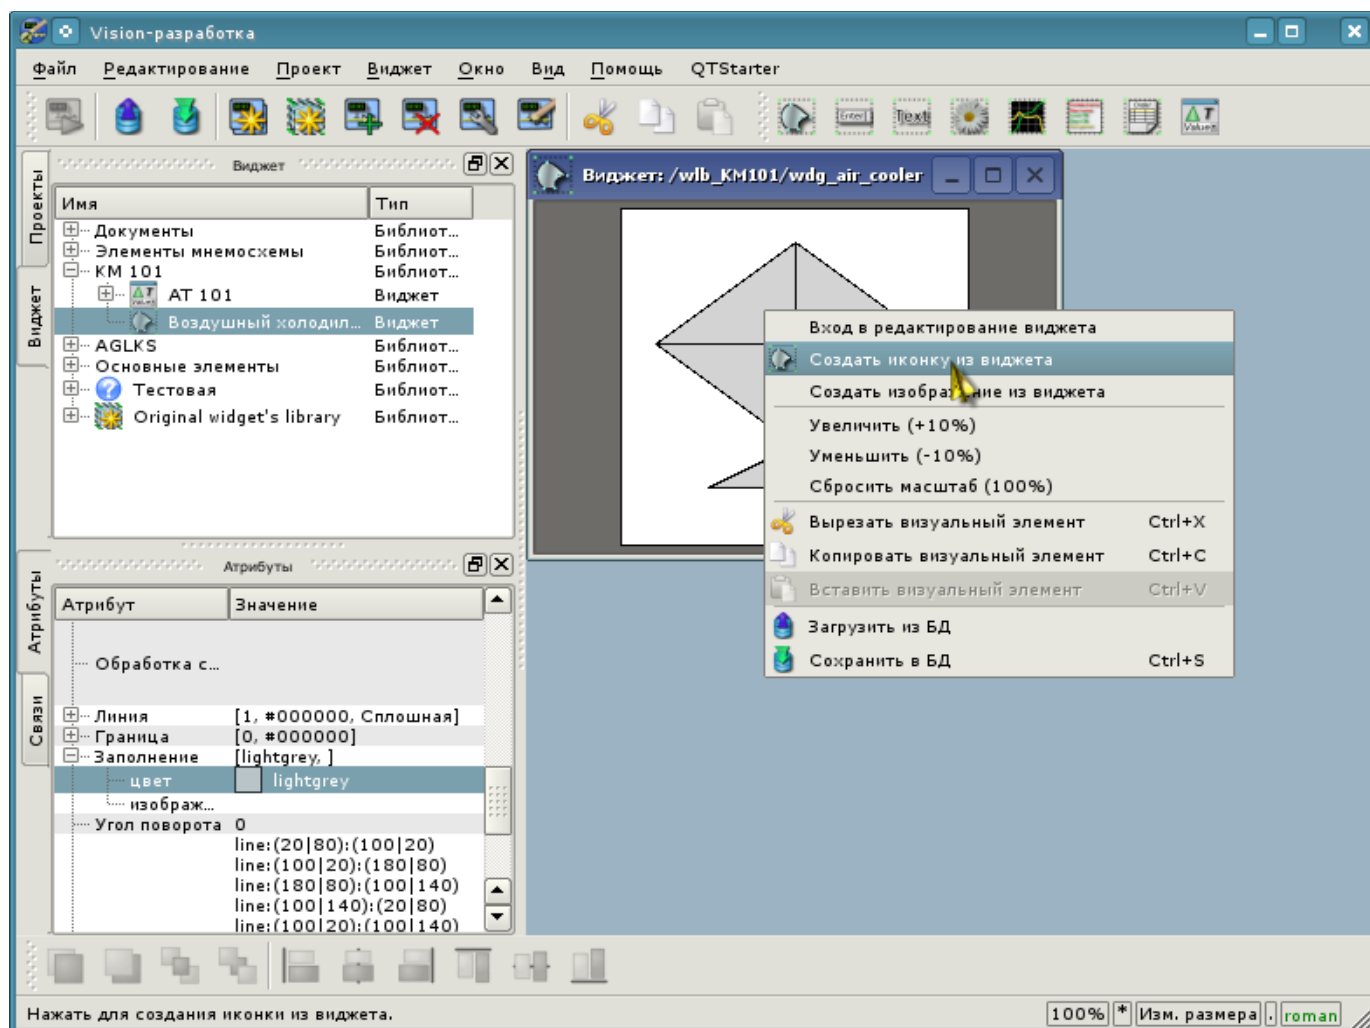 Vision-разработка
Файл Редактирование Проект Виджет Окно Вид Помощь QTStarter
Enter Text
Проекты
Виджет
Виджет
Имя Тип
Документы Библиот...
Элементы мнемосхемы Библиот...
КМ 101 Библиот...
АТ 101 Виджет
Воздушный холодил... Виджет
AGLKS Библиот...
Основные элементы Библиот...
Тестовая Библиот...
Original widget's library Библиот...
Виджет: /wlb_KM101/wdg_air_cooler
Вход в редактирование виджета
Создать иконку из виджета
Создать изображение из виджета
Увеличить (+10%)
Уменьшить (-10%)
Сбросить масштаб (100%)
Вырезать визуальный элемент Ctrl+X
Копировать визуальный элемент Ctrl+C
Вставить визуальный элемент Ctrl+V
Загрузить из БД
Сохранить в БД Ctrl+S
Атрибуты
Связи
Атрибуты
Атрибут Значение
Обработка с...
Линия [1, #000000, Сплошная]
Граница [0, #000000]
Заполнение [lightgrey, ]
цвет lightgrey
изображ...
Угол поворота 0
line:(20|80):(100|20)
line:(100|20):(180|80)
line:(180|80):(100|140)
line:(100|140):(20|80)
line:(100|20):(100|140)
Нажать для создания иконки из виджета.
100% * Изм. размера . roman